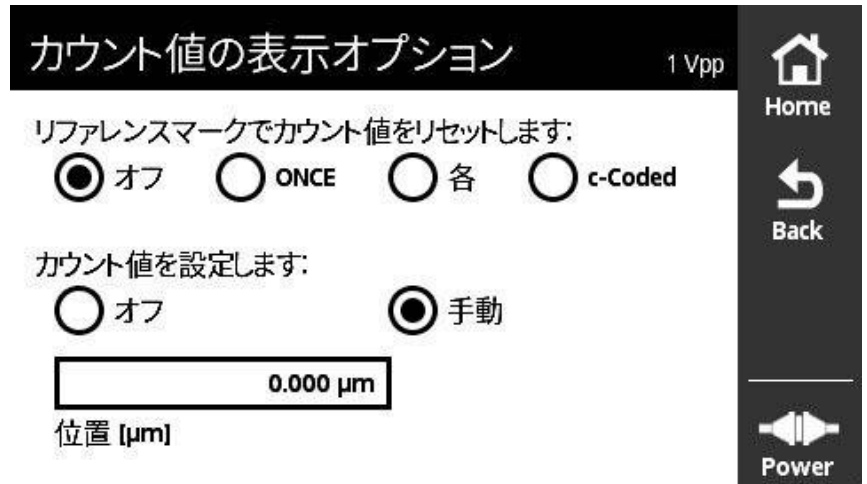 カウント値の表示オプション 1 Vpp
Home
リファレンスマークでカウント値をリセットします:
オフ ONCE 各 c-Coded
Back
カウント値を設定します:
オフ 手動
0.000 µm
位置 [µm]
Power